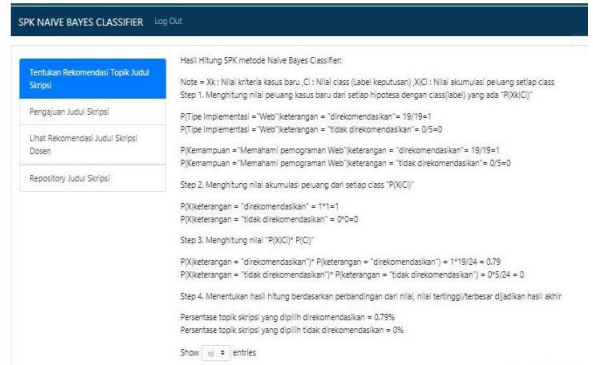 SPK NAIVE BAYES CLASSIFIER Log Out
Tentukan Rekomendasi Topik Judul
Skripsi
Pengajuan Judul Skripsi
Lihat Rekomendasi Judul Skripsi
Dosen
Repository Judul Skripsi
Hasil Hitung SPK metode Naive Bayes Classifier:
Note = Xk : Nilai kriteria kasus baru ,Ci : Nilai class (Label keputusan) ,X|Ci : Nilai akumulasi peluang setiap class
Step 1. Menghitung nilai peluang kasus baru dari setiap hipotesa dengan class(label) yang ada "P(Xk|Ci)"
P(Tipe Implementasi ="Web"|keterangan = "direkomendasikan"= 19/19=1
P(Tipe Implementasi ="Web"|keterangan = "tidak direkomendasikan"= 0/5=0
P(Kemampuan ="Memahami pemograman Web"|keterangan = "direkomendasikan"= 19/19=1
P(Kemampuan ="Memahami pemograman Web"|keterangan = "tidak direkomendasikan"= 0/5=0
Step 2. Menghitung nilai akumulasi peluang dari setiap class "P(X|Ci)"
P(X|keterangan = "direkomendasikan" = 1*1=1
P(X|keterangan = "tidak direkomendasikan" = 0*0=0
Step 3. Menghitung nilai "P(X|Ci)* P(Ci)"
P(X|keterangan = "direkomendasikan")* P(keterangan = "direkomendasikan") = 1*19/24 = 0.79
P(X|keterangan = "tidak direkomendasikan")* P(keterangan = "tidak direkomendasikan") = 0*5/24 = 0
Step 4. Menentukan hasil hitung berdasarkan perbandingan dari nilai, nilai tertinggi/terbesar dijadikan hasil akhir
Persentase topik skripsi yang dipilih direkomendasikan = 0.79%
Persentase topik skripsi yang dipilih tidak direkomendasikan = 0%
Show 10 entries